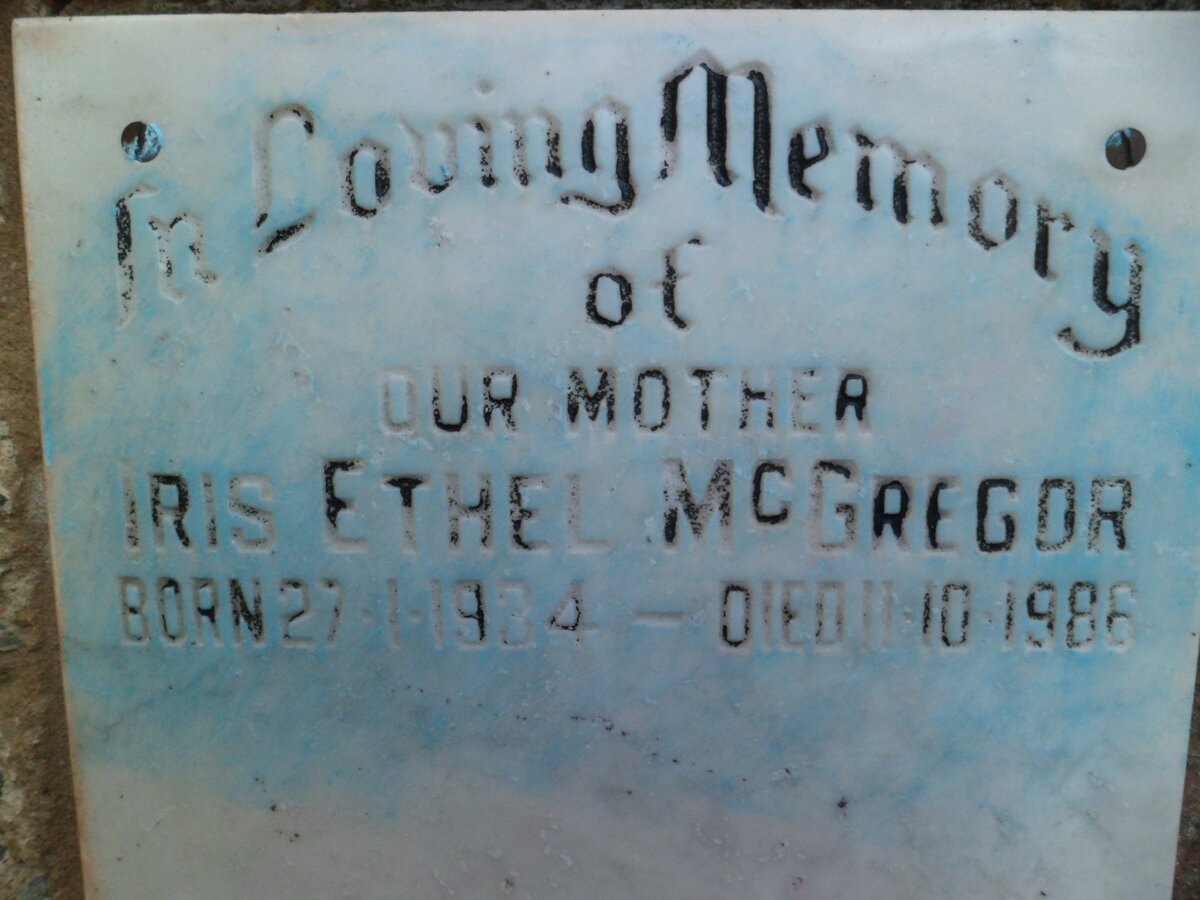 In Loving Memory
of
OUR MOTHER
IRIS ETHEL McGREGOR
BORN 27·1·1934 — DIED 11·10·1986